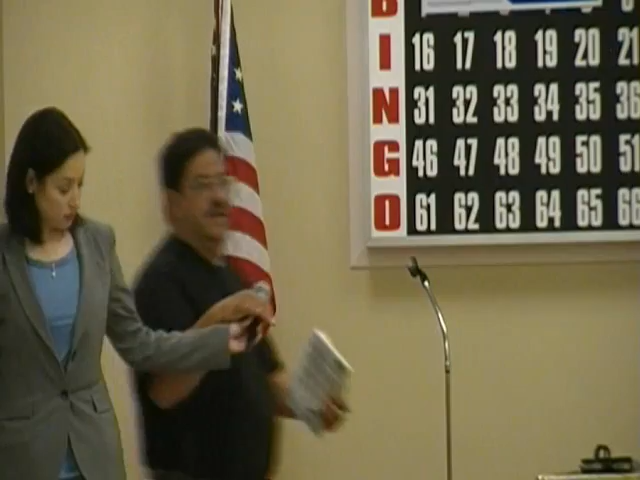 B
I 16 17 18 19 20 21
N 31 32 33 34 35 36
G 46 47 48 49 50 51
O 61 62 63 64 65 66